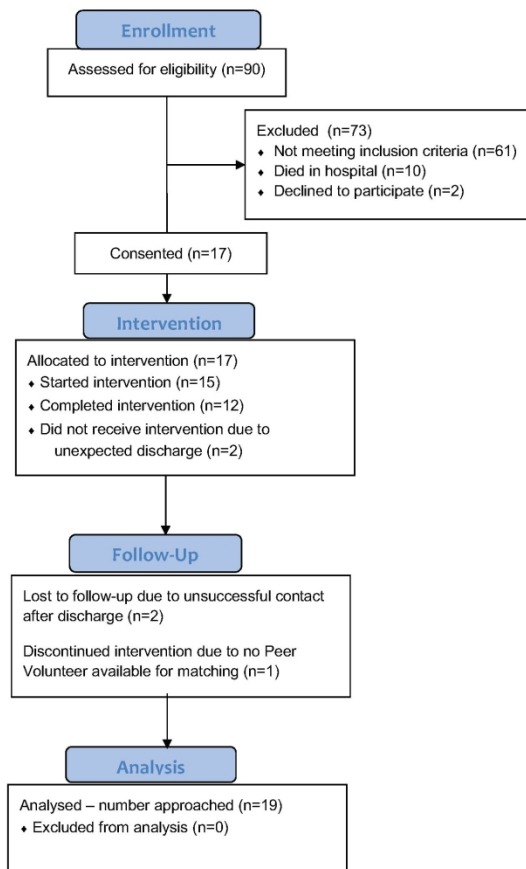 Enrollment
Assessed for eligibility (n=90)
Excluded (n=73)
♦ Not meeting inclusion criteria (n=61)
♦ Died in hospital (n=10)
♦ Declined to participate (n=2)
Consented (n=17)
Intervention
Allocated to intervention (n=17)
♦ Started intervention (n=15)
♦ Completed intervention (n=12)
♦ Did not receive intervention due to
unexpected discharge (n=2)
Follow-Up
Lost to follow-up due to unsuccessful contact
after discharge (n=2)
Discontinued intervention due to no Peer
Volunteer available for matching (n=1)
Analysis
Analysed – number approached (n=19)
♦ Excluded from analysis (n=0)